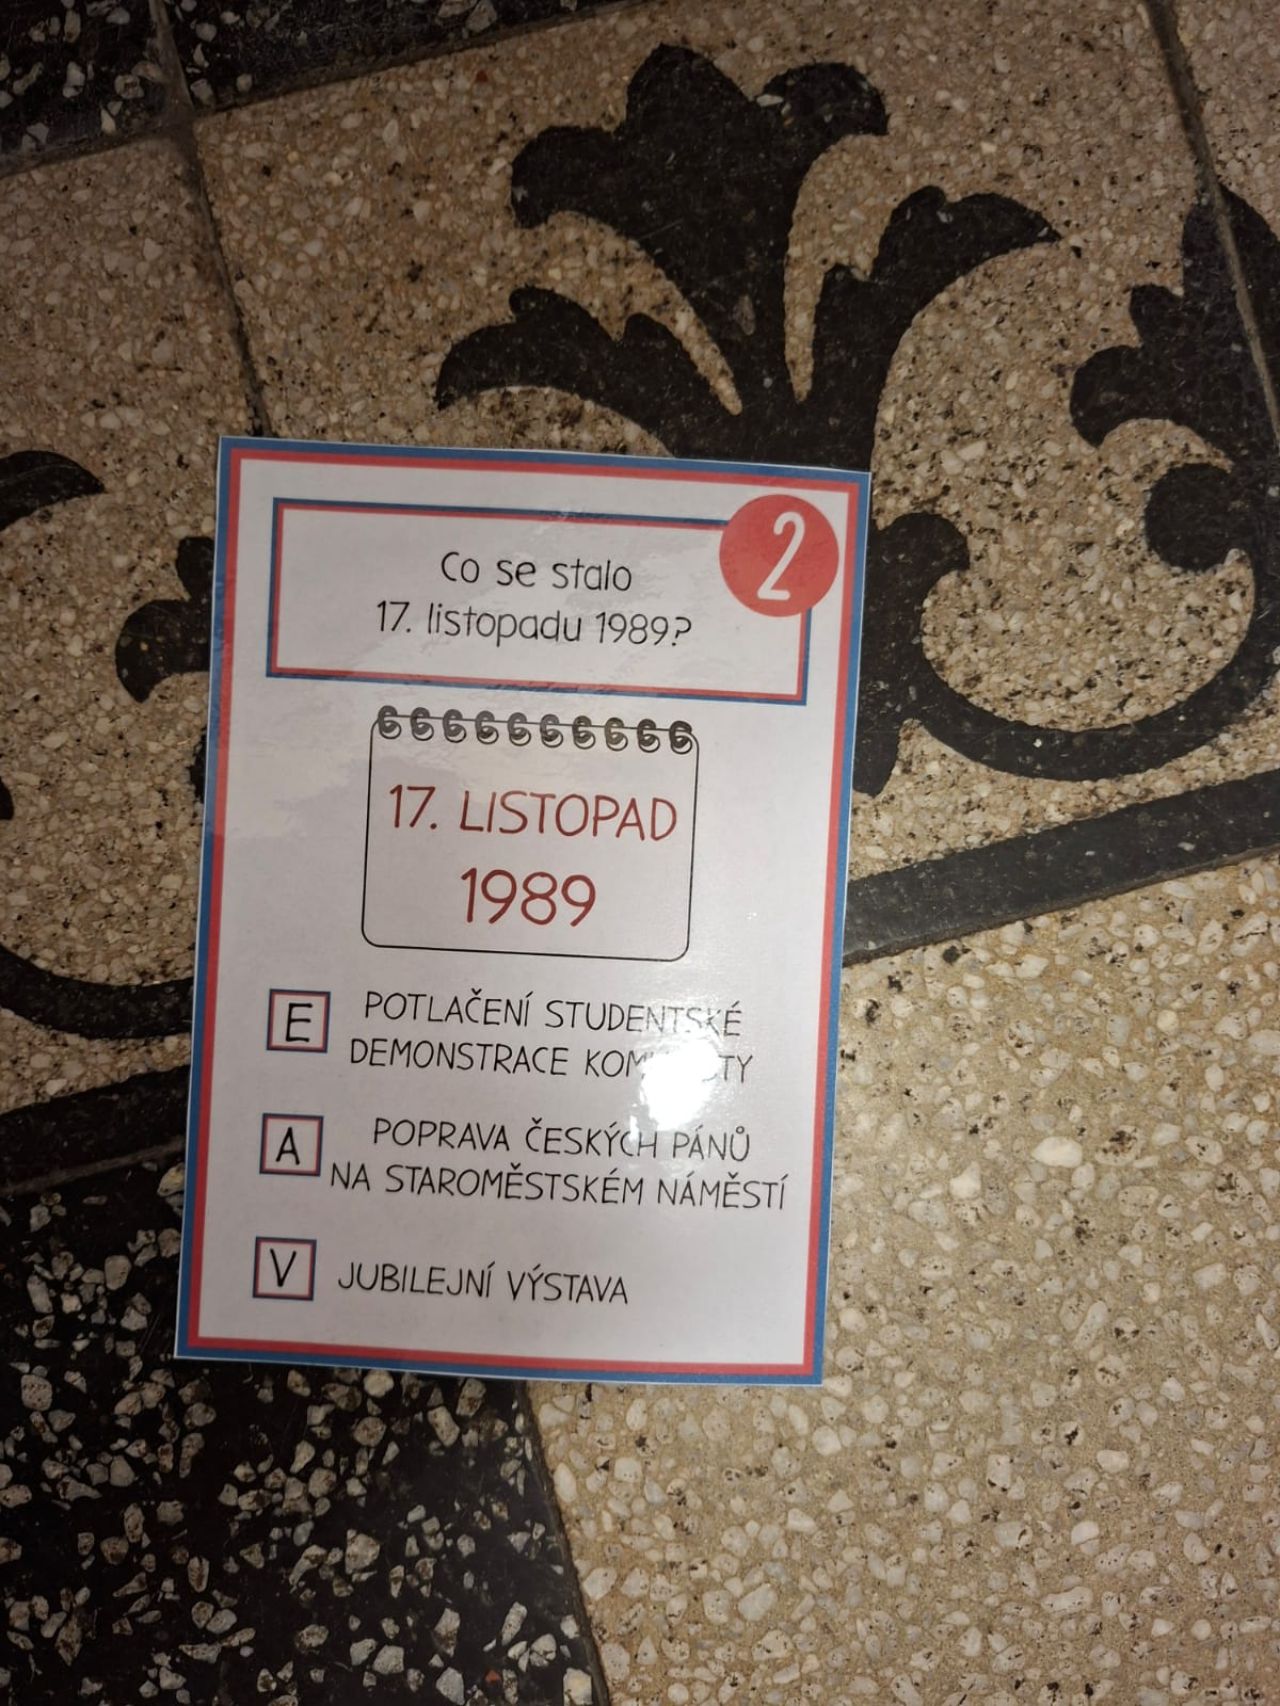 2
Co se stalo
17. listopadu 1989?
17. LISTOPAD
1989
E POTLAČENÍ STUDENTSKÉ
DEMONSTRACE
A POPRAVA ČESKÝCH PÁNŮ
NA STAROMĚSTSKÉM NÁMĚSTÍ
V JUBILEJNÍ VÝSTAVA